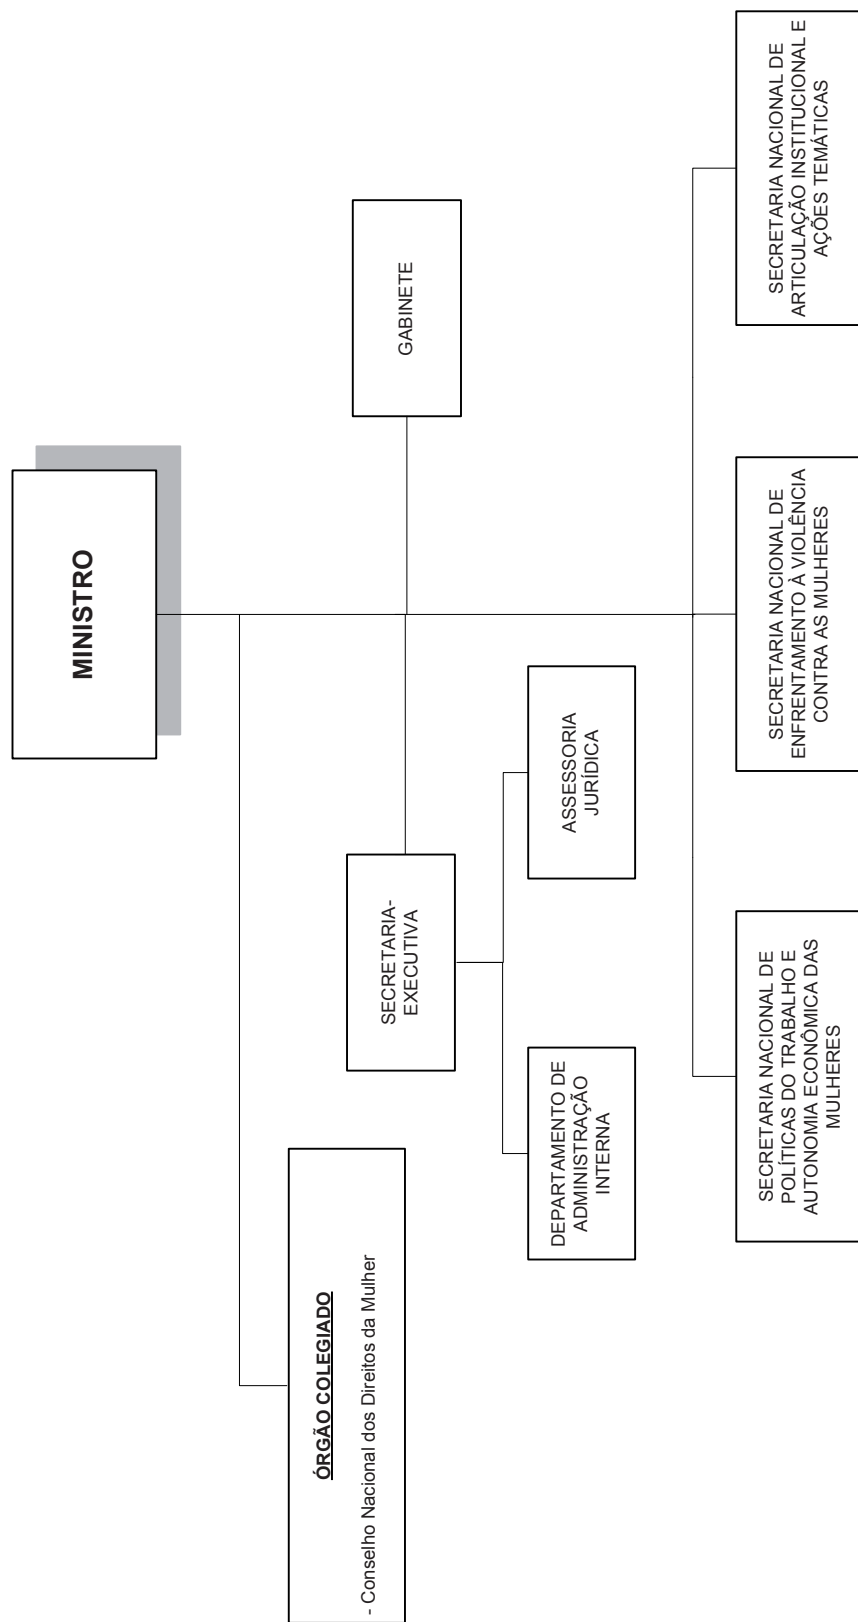 MINISTRO
ÓRGÃO COLEGIADO
- Conselho Nacional dos Direitos da Mulher
SECRETARIA-
EXECUTIVA
GABINETE
DEPARTAMENTO DE
ADMINISTRAÇÃO
INTERNA
ASSESSORIA
JURÍDICA
SECRETARIA NACIONAL DE
POLÍTICAS DO TRABALHO E
AUTONOMIA ECONÔMICA DAS
MULHERES
SECRETARIA NACIONAL DE
ENFRENTAMENTO À VIOLÊNCIA
CONTRA AS MULHERES
SECRETARIA NACIONAL DE
ARTICULAÇÃO INSTITUCIONAL E
AÇÕES TEMÁTICAS